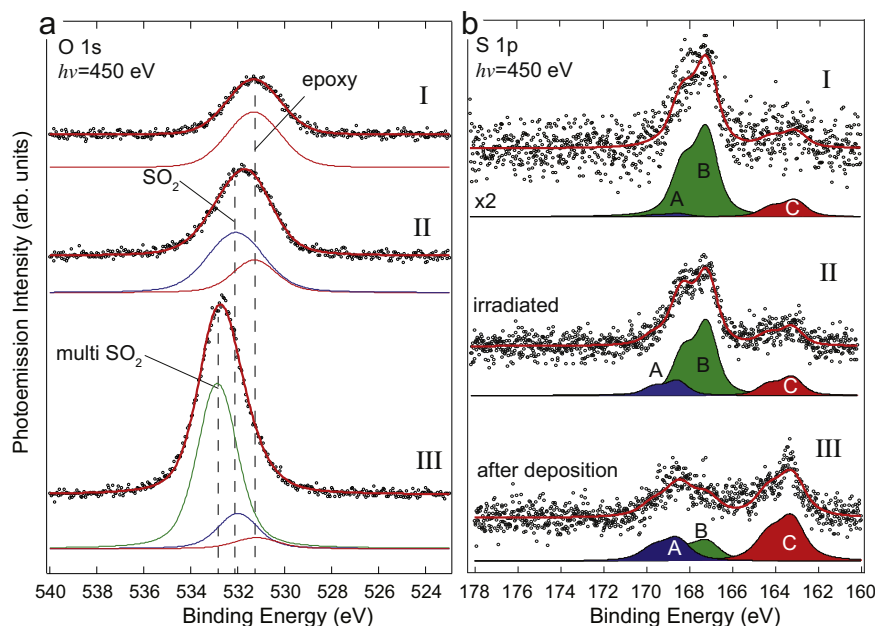 a
O 1s
hν=450 eV
I
epoxy
SO2
II
multi SO2
III
Photoemission Intensity (arb. units)
540 538 536 534 532 530 528 526 524
Binding Energy (eV)
b
S 1p
hν=450 eV
I
A
B
C
x2
II
irradiated
A
B
C
III
after deposition
A
B
C
178 176 174 172 170 168 166 164 162 160
Binding Energy (eV)